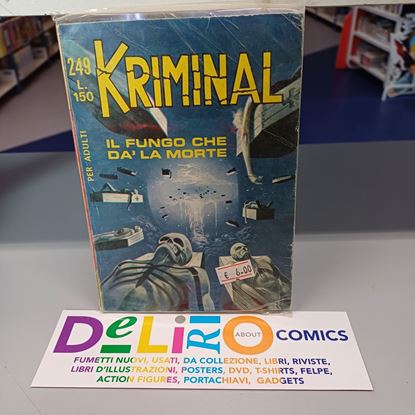 249
L.
150
KRIMINAL
PER ADULTI
IL FUNGO CHE
DA' LA MORTE
€ 6.00
DeLiRIO ABOUT COMICS
FUMETTI NUOVI, USATI, DA COLLEZIONE, LIBRI, RIVISTE,
LIBRI D'ILLUSTRAZIONI, POSTERS, DVD, T-SHIRTS, FELPE,
ACTION FIGURES, PORTACHIAVI, GADGETS